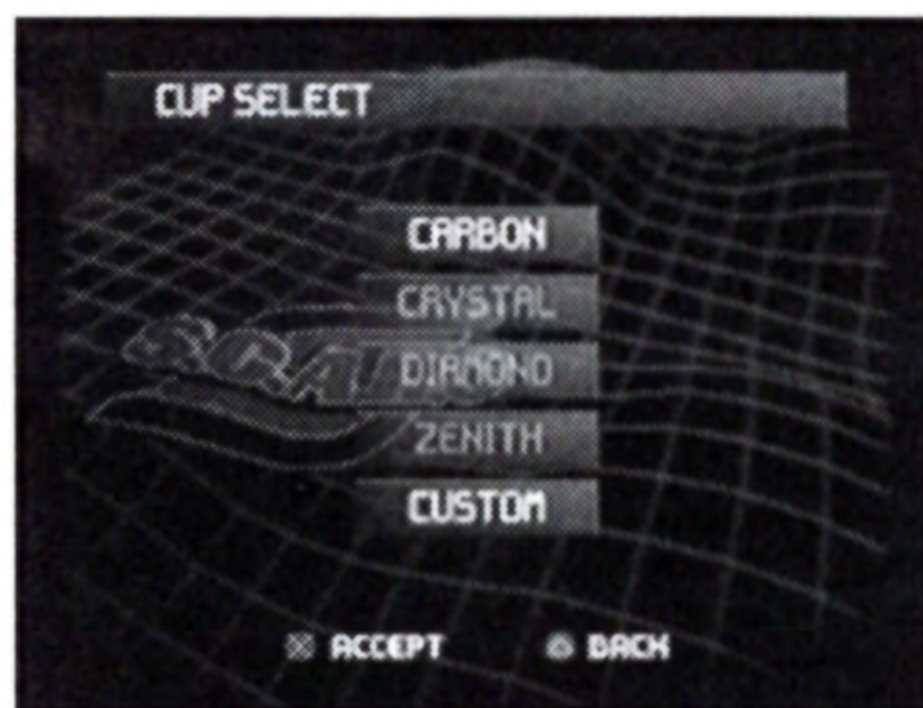 CUP SELECT
CARBON
CRYSTAL
DIAMOND
ZENITH
CUSTOM
ACCEPT BACK